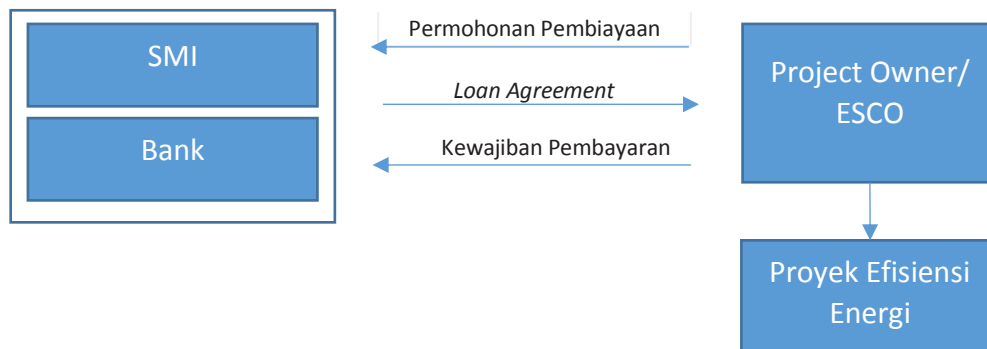 SMI
Bank
Permohonan Pembiayaan
Loan Agreement
Kewajiban Pembayaran
Project Owner/
ESCO
Proyek Efisiensi
Energi